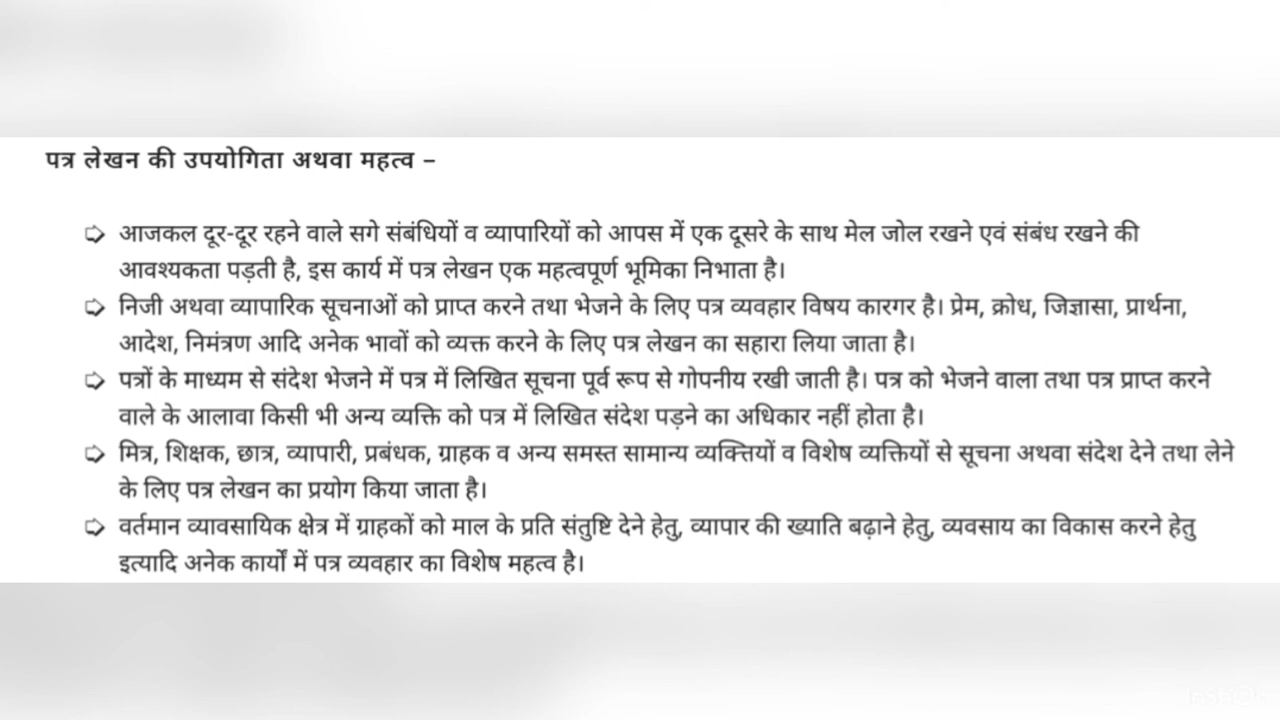 पत्र लेखन की उपयोगिता अथवा महत्व –
➩ आजकल दूर-दूर रहने वाले सगे संबंधियों व व्यापारियों को आपस में एक दूसरे के साथ मेल जोल रखने एवं संबंध रखने की
आवश्यकता पड़ती है, इस कार्य में पत्र लेखन एक महत्वपूर्ण भूमिका निभाता है।
➩ निजी अथवा व्यापारिक सूचनाओं को प्राप्त करने तथा भेजने के लिए पत्र व्यवहार विषय कारगर है। प्रेम, क्रोध, जिज्ञासा, प्रार्थना,
आदेश, निमंत्रण आदि अनेक भावों को व्यक्त करने के लिए पत्र लेखन का सहारा लिया जाता है।
➩ पत्रों के माध्यम से संदेश भेजने में पत्र में लिखित सूचना पूर्व रूप से गोपनीय रखी जाती है। पत्र को भेजने वाला तथा पत्र प्राप्त करने
वाले के आलावा किसी भी अन्य व्यक्ति को पत्र में लिखित संदेश पड़ने का अधिकार नहीं होता है।
➩ मित्र, शिक्षक, छात्र, व्यापारी, प्रबंधक, ग्राहक व अन्य समस्त सामान्य व्यक्तियों व विशेष व्यक्तियों से सूचना अथवा संदेश देने तथा लेने
के लिए पत्र लेखन का प्रयोग किया जाता है।
➩ वर्तमान व्यावसायिक क्षेत्र में ग्राहकों को माल के प्रति संतुष्टि देने हेतु, व्यापार की ख्याति बढ़ाने हेतु, व्यवसाय का विकास करने हेतु
इत्यादि अनेक कार्यों में पत्र व्यवहार का विशेष महत्व है।